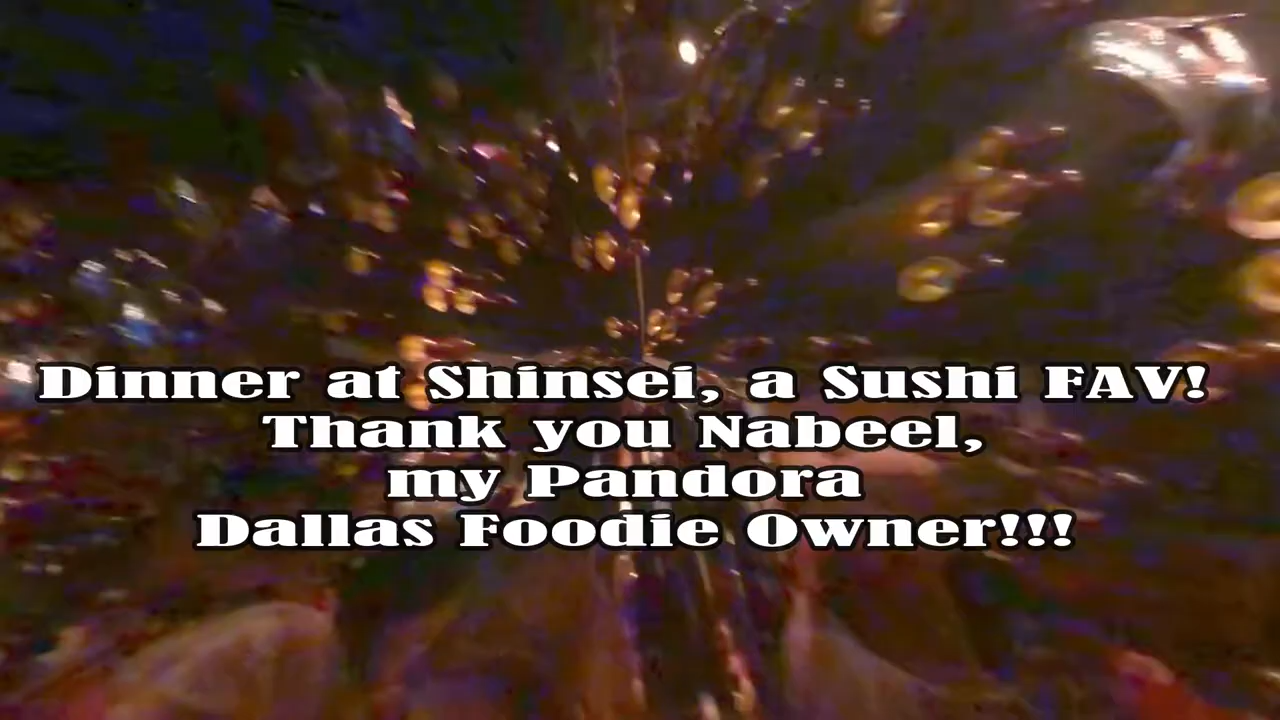 Dinner at Shinsei, a Sushi FAV!
Thank you Nabeel,
my Pandora
Dallas Foodie Owner!!!